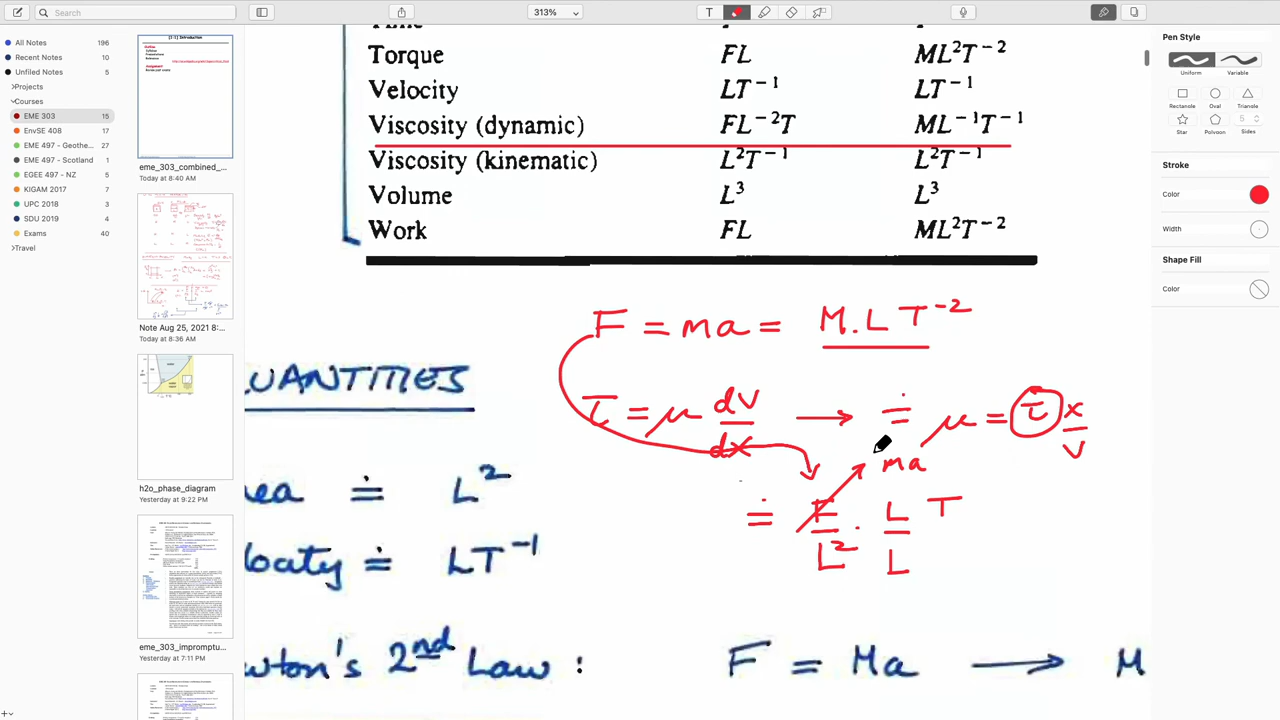 Search
313%
T
All Notes 196
Recent Notes 10
Unfiled Notes 5
Projects
Courses
EME 303 15
EnvSE 408 17
EME 497 - Geothe... 27
EME 497 - Scotland
EGEE 497 - NZ 5
KIGAM 2017 7
UPC 2018 3
SDU 2019 4
Exams 40
Travel
[1:1] Introduction
eme_303_combined_...
Today at 8:40 AM
Note Aug 25, 2021 8:...
Today at 8:36 AM
h2o_phase_diagram
Yesterday at 9:22 PM
eme_303_impromptu...
Yesterday at 7:11 PM
Torque FL ML²T⁻²
Velocity LT⁻¹ LT⁻¹
Viscosity (dynamic) FL⁻²T ML⁻¹T⁻¹
Viscosity (kinematic) L²T⁻¹ L²T⁻¹
Volume L³ L³
Work FL ML²T⁻²
F = ma = M.L T⁻²
UANTITIES
τ = μ dV/dx → ≐ μ = τ x/v
ma
≐ F/L² . L/L T
ea ≐ L²
locity ≐ LT⁻¹
wton's 2nd Law : F = Ma → M
Pen Style
Uniform Variable
Rectangle Oval Triangle
5
Star Polygon Sides
Stroke
Color
Width
Shape Fill
Color